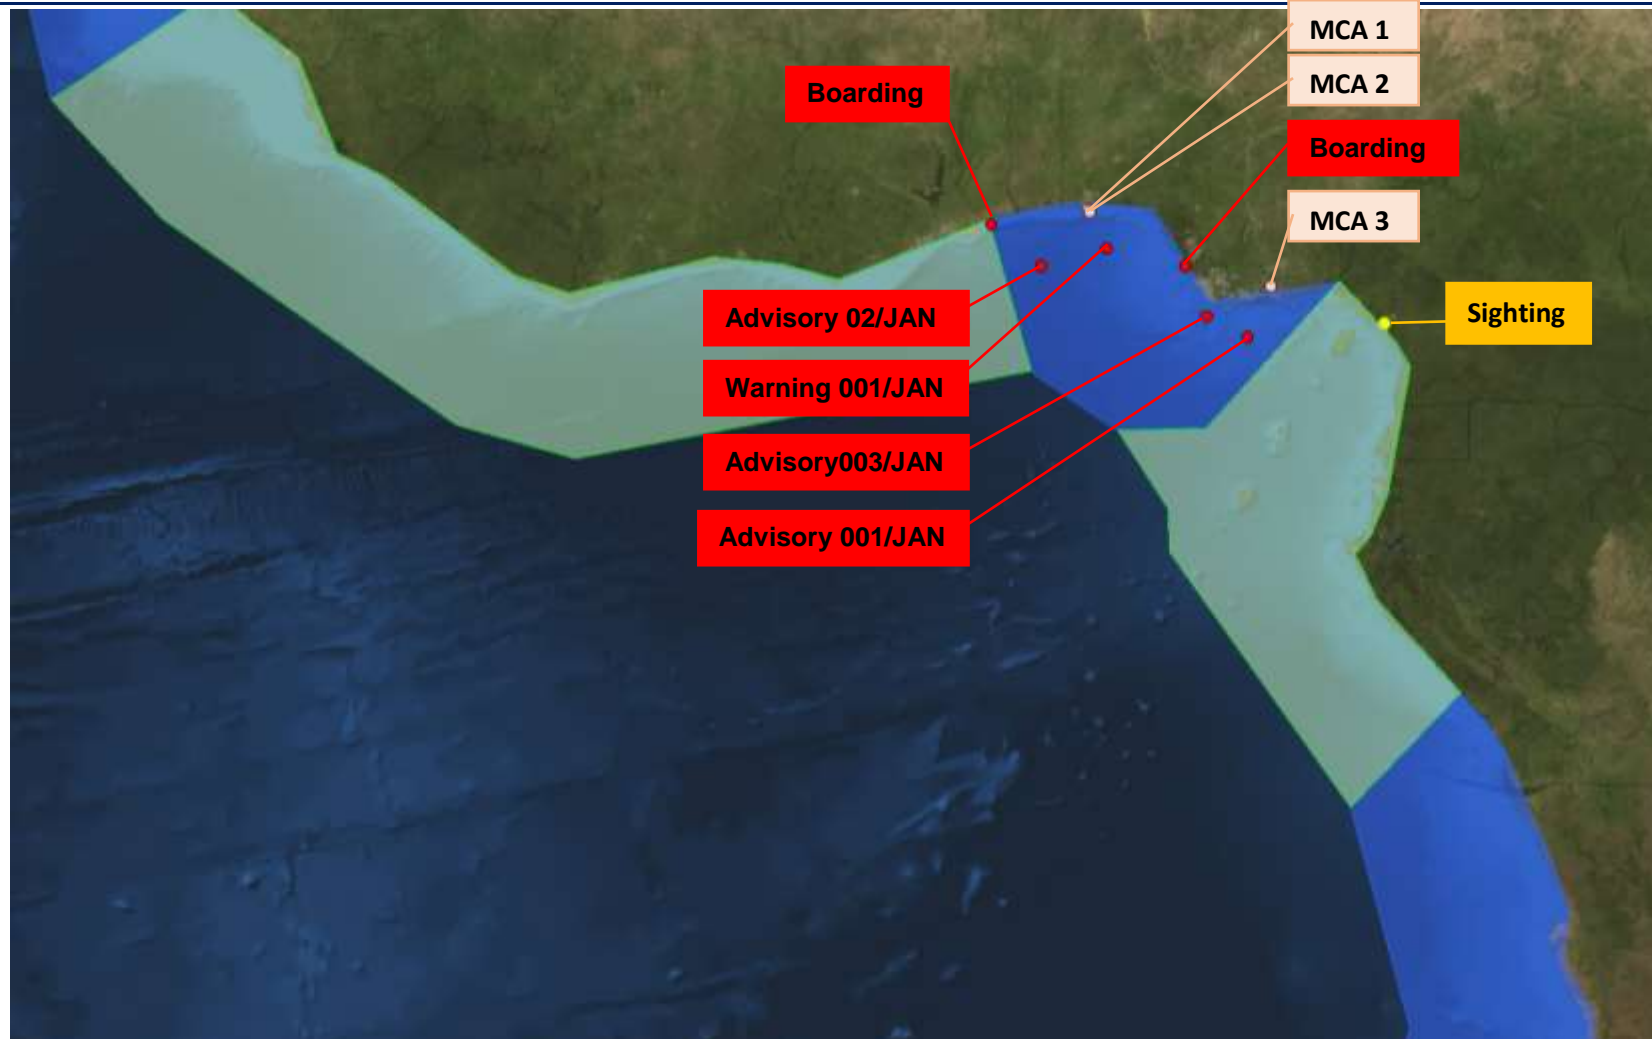 MCA 1
MCA 2
Boarding
Boarding
MCA 3
Advisory 02/JAN
Sighting
Warning 001/JAN
Advisory003/JAN
Advisory 001/JAN